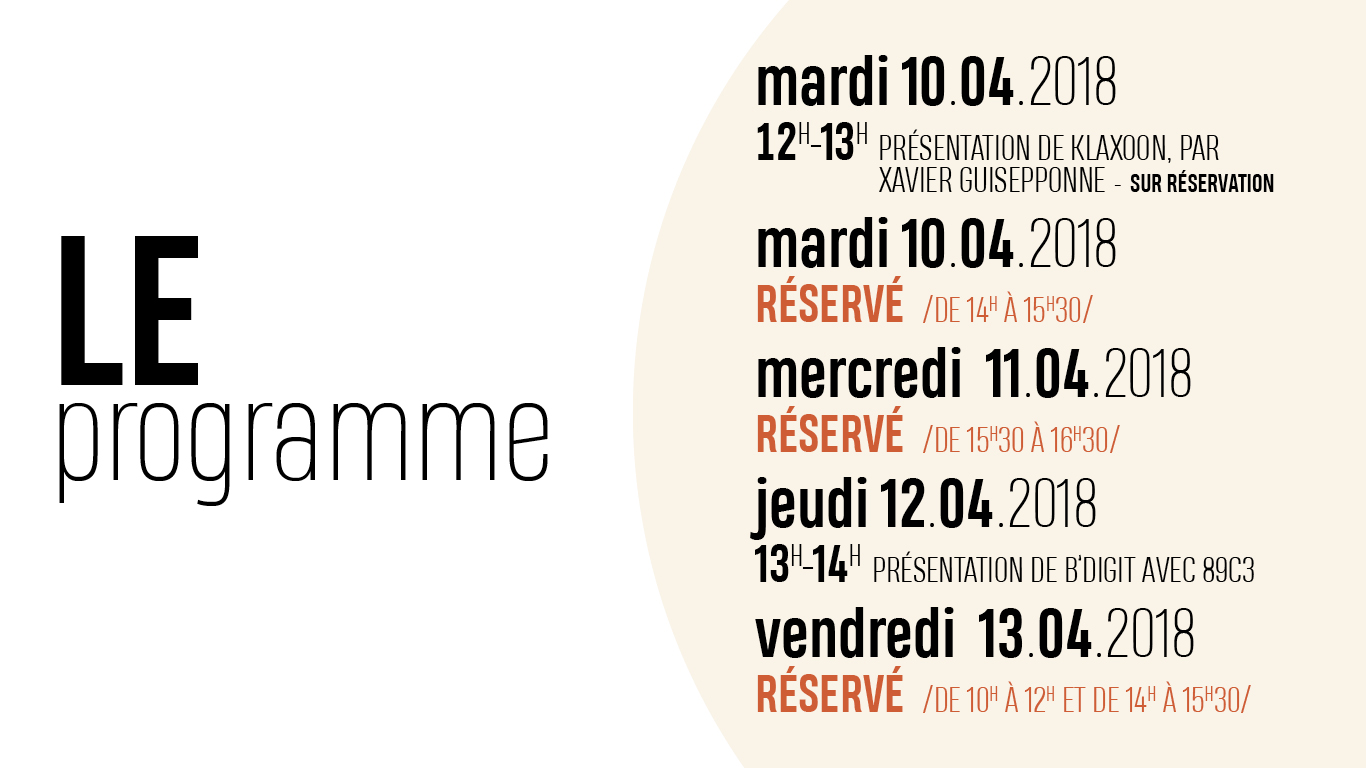 LE
programme
mardi 10.04.2018
12H-13H PRÉSENTATION DE KLAXOON, PAR
XAVIER GUISEPPONNE - SUR RÉSERVATION
mardi 10.04.2018
RÉSERVÉ /DE 14H À 15H30/
mercredi 11.04.2018
RÉSERVÉ /DE 15H30 À 16H30/
jeudi 12.04.2018
13H-14H PRÉSENTATION DE B'DIGIT AVEC 89C3
vendredi 13.04.2018
RÉSERVÉ /DE 10H À 12H ET DE 14H À 15H30/